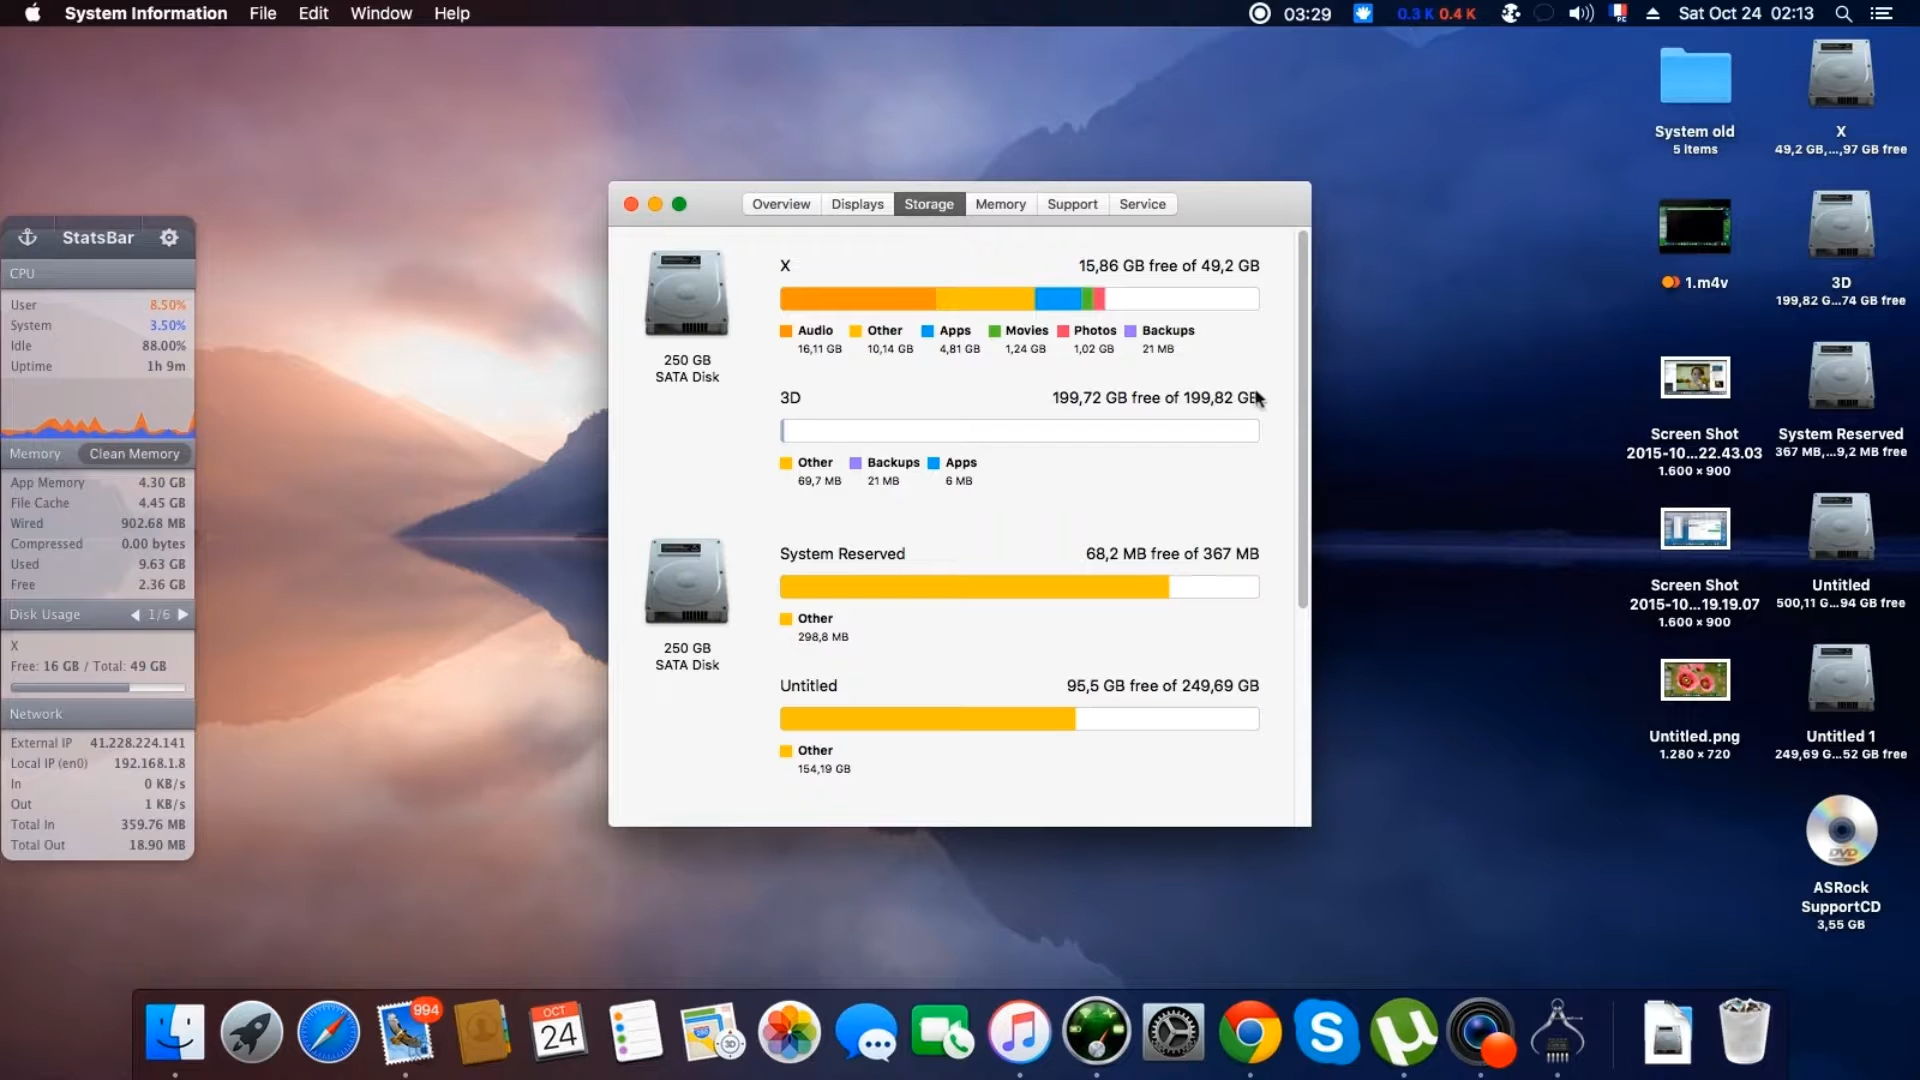 System Information File Edit Window Help
03:29 0.3 K 0.4 K Sat Oct 24 02:13
StatsBar
CPU
User 8.50%
System 3.50%
Idle 88.00%
Uptime 1h 9m
Memory Clean Memory
App Memory 4.30 GB
File Cache 4.45 GB
Wired 902.68 MB
Compressed 0.00 bytes
Used 9.63 GB
Free 2.36 GB
Disk Usage 1/6
X
Free: 16 GB / Total: 49 GB
Network
External IP 41.228.224.141
Local IP (en0) 192.168.1.8
In 0 KB/s
Out 1 KB/s
Total In 359.76 MB
Total Out 18.90 MB
Overview Displays Storage Memory Support Service
250 GB
SATA Disk
X 15,86 GB free of 49,2 GB
Audio Other Apps Movies Photos Backups
16,11 GB 10,14 GB 4,81 GB 1,24 GB 1,02 GB 21 MB
3D 199,72 GB free of 199,82 GB
Other Backups Apps
69,7 MB 21 MB 6 MB
250 GB
SATA Disk
System Reserved 68,2 MB free of 367 MB
Other
298,8 MB
Untitled 95,5 GB free of 249,69 GB
Other
154,19 GB
System old
5 items
X
49,2 GB,...,97 GB free
1.m4v
3D
199,82 G...74 GB free
Screen Shot
2015-10...22.43.03
1.600 × 900
System Reserved
367 MB,...9,2 MB free
Screen Shot
2015-10...19.19.07
1.600 × 900
Untitled
500,11 G...94 GB free
Untitled.png
1.280 × 720
Untitled 1
249,69 G...52 GB free
DVD
ASRock
SupportCD
3,55 GB
994
OCT
24
3D